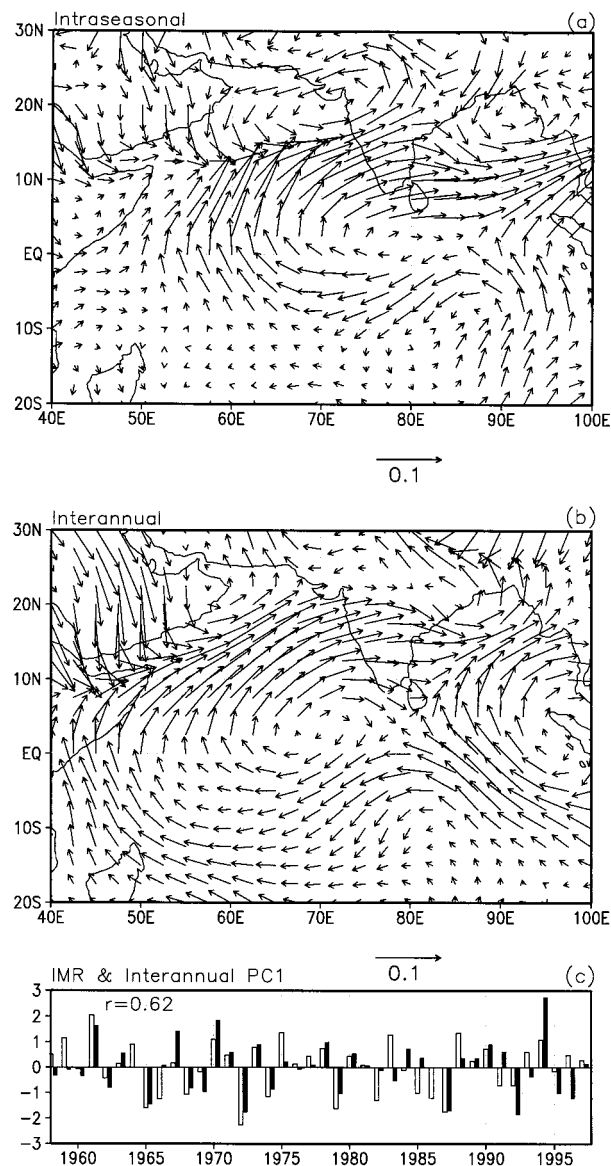 Intraseasonal (a)
30N
20N
10N
EQ
10S
20S
40E 50E 60E 70E 80E 90E 100E
0.1
Interannual (b)
30N
20N
10N
EQ
10S
20S
40E 50E 60E 70E 80E 90E 100E
0.1
IMR & Interannual PC1 (c)
r=0.62
3
2
1
0
-1
-2
-3
1960 1965 1970 1975 1980 1985 1990 1995